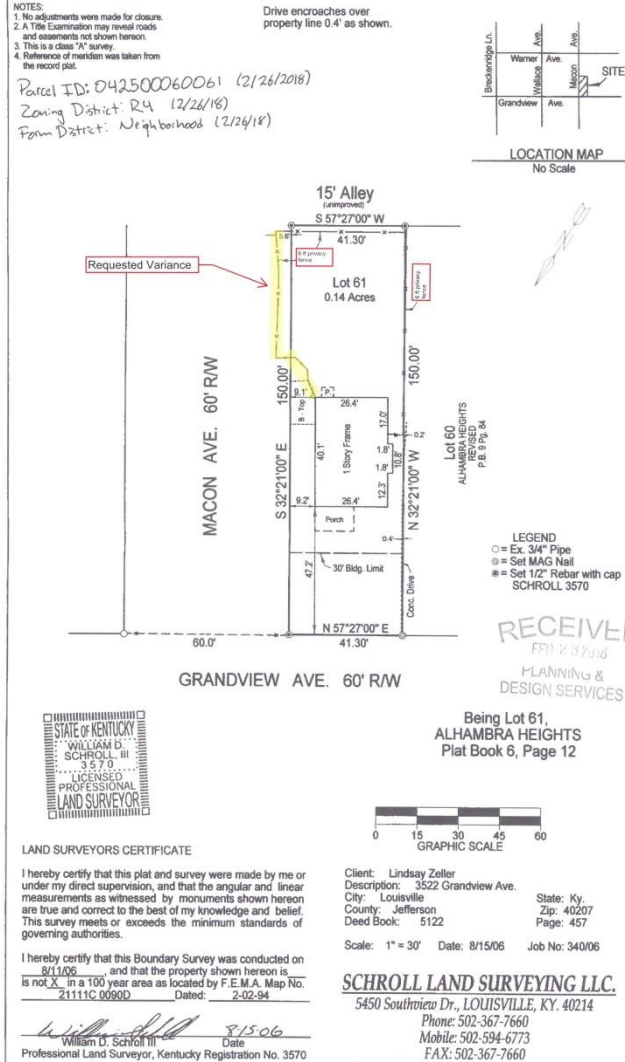 NOTES:
1. No adjustments were made for closure.
2. A Title Examination may reveal roads
and easements not shown hereon.
3. This is a class "A" survey.
4. Reference of meridian was taken from
the record plat.
Drive encroaches over
property line 0.4' as shown.
Parcel ID: 042500060061 (2/26/2018)
Zoning District: R4 (2/26/18)
Form District: Neighborhood (2/26/18)
Breckenridge Ln.
Warner Ave.
Wallace Ave.
Macon Ave.
SITE
Grandview Ave.
LOCATION MAP
No Scale
15' Alley
(unimproved)
S 57°27'00" W
41.30'
5.6'
6 ft privacy
fence
Requested Variance
Lot 61
0.14 Acres
6 ft privacy
fence
MACON AVE. 60' R/W
S 32°21'00" E
150.00'
N 32°21'00" W
150.00'
Lot 60
ALHAMBRA HEIGHTS
REVISED
P.B. 9 Pg. 84
9.1'
P
B - Top
26.4'
17.0'
0.2'
40.1'
1 Story Frame
1.8'
10.8'
1.8'
12.3'
9.2'
26.4'
Porch
0.4'
47.2'
30' Bldg. Limit
Conc. Drive
N 57°27'00" E
60.0'
41.30'
GRANDVIEW AVE. 60' R/W
LEGEND
= Ex. 3/4" Pipe
= Set MAG Nail
= Set 1/2" Rebar with cap
SCHROLL 3570
RECEIVE
PLANNING &
DESIGN SERVICES
Being Lot 61,
ALHAMBRA HEIGHTS
Plat Book 6, Page 12
STATE of KENTUCKY
WILLIAM D.
SCHROLL, III
3570
LICENSED
PROFESSIONAL
LAND SURVEYOR
0 15 30 45 60
GRAPHIC SCALE
LAND SURVEYORS CERTIFICATE
I hereby certify that this plat and survey were made by me or
under my direct supervision, and that the angular and linear
measurements as witnessed by monuments shown hereon
are true and correct to the best of my knowledge and belief.
This survey meets or exceeds the minimum standards of
governing authorities.
I hereby certify that this Boundary Survey was conducted on
8/11/06, and that the property shown hereon is
is not X in a 100 year area as located by F.E.M.A. Map No.
21111C 0090D Dated: 2-02-94
8-15-06
William D. Schroll III Date
Professional Land Surveyor, Kentucky Registration No. 3570
Client: Lindsay Zeller
Description: 3522 Grandview Ave.
City: Louisville State: Ky.
County: Jefferson Zip: 40207
Deed Book: 5122 Page: 457
Scale: 1" = 30' Date: 8/15/06 Job No: 340/06
SCHROLL LAND SURVEYING LLC.
5450 Southview Dr., LOUISVILLE, KY. 40214
Phone: 502-367-7660
Mobile: 502-594-6773
FAX: 502-367-7660